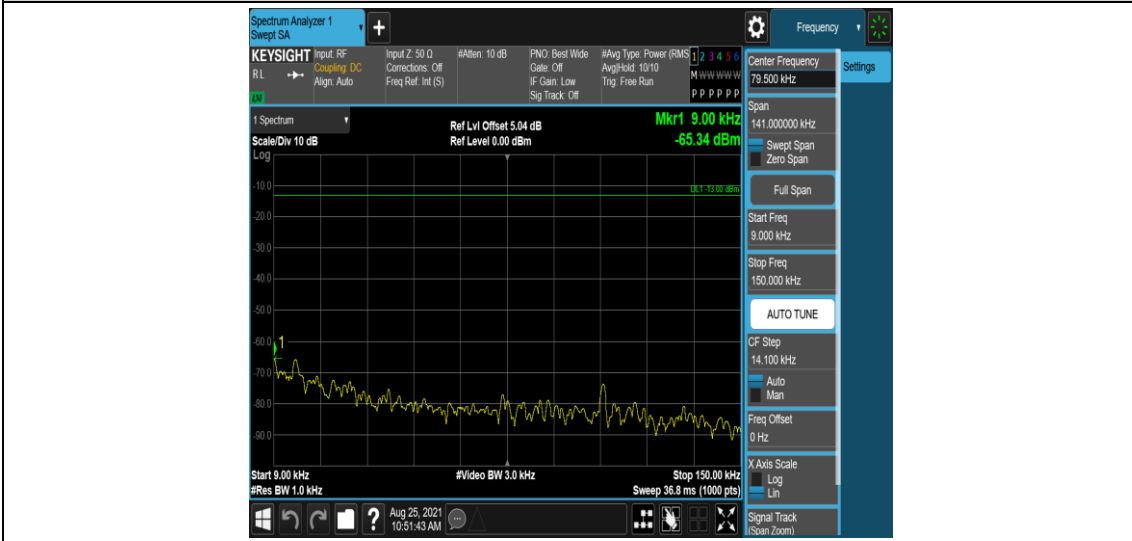 Spectrum Analyzer 1
Swept SA
+
Frequency
KEYSIGHT
RL
LM
Input: RF
Coupling: DC
Align: Auto
Input Z: 50 Ω
Corrections: Off
Freq Ref: Int (S)
#Atten: 10 dB
PNO: Best Wide
Gate: Off
IF Gain: Low
Sig Track: Off
#Avg Type: Power (RMS
Avg|Hold: 10/10
Trig: Free Run
1 2 3 4 5 6
M W W W W W
P P P P P P
1 Spectrum
Scale/Div 10 dB
Log
Ref Lvl Offset 5.04 dB
Ref Level 0.00 dBm
Mkr1 9.00 kHz
-65.34 dBm
DL1 -13.00 dBm
-10.0
-20.0
-30.0
-40.0
-50.0
-60.0
1
-70.0
-80.0
-90.0
Start 9.00 kHz
#Res BW 1.0 kHz
#Video BW 3.0 kHz
Stop 150.00 kHz
Sweep 36.8 ms (1000 pts)
?
Aug 25, 2021
10:51:43 AM
Center Frequency
79.500 kHz
Settings
Span
141.000000 kHz
Swept Span
Zero Span
Full Span
Start Freq
9.000 kHz
Stop Freq
150.000 kHz
AUTO TUNE
CF Step
14.100 kHz
Auto
Man
Freq Offset
0 Hz
X Axis Scale
Log
Lin
Signal Track
(Span Zoom)